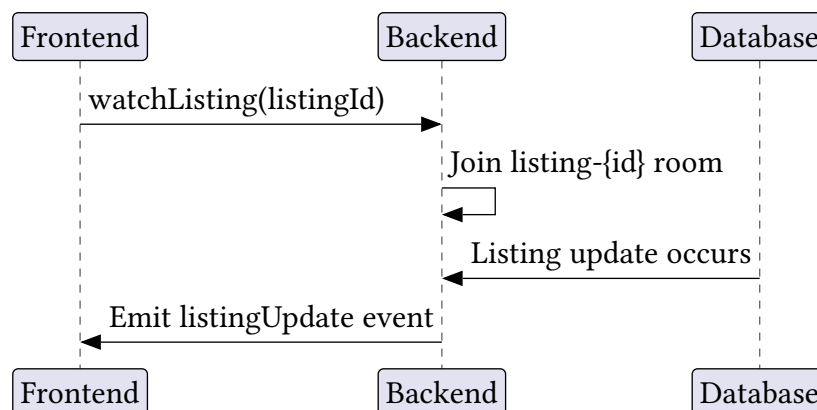 Frontend Backend Database
watchListing(listingId)
Join listing-{id} room
Listing update occurs
Emit listingUpdate event
Frontend Backend Database